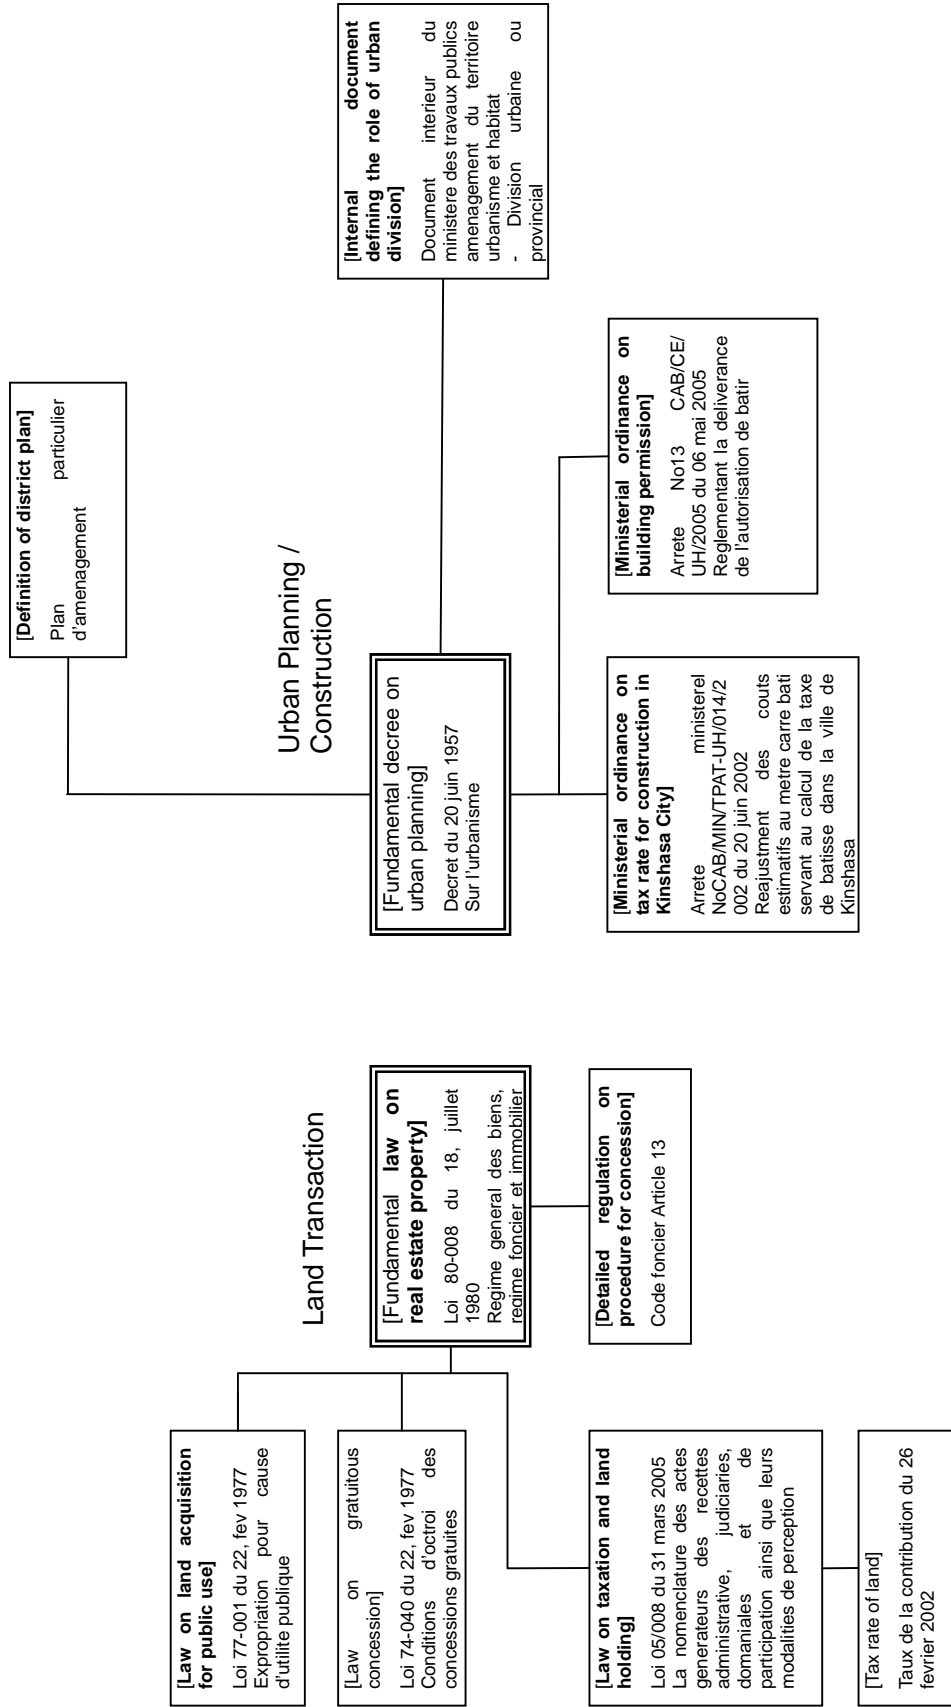 Land Transaction
[Law on land acquisition
for public use]
Loi 77-001 du 22, fev 1977
Expropriation pour cause
d'utilite publique
[Law on gratuitous
concession]
Loi 74-040 du 22, fev 1977
Conditions d'octroi des
concessions gratuites
[Fundamental law on
real estate property]
Loi 80-008 du 18, juillet
1980
Regime general des biens,
regime foncier et immobilier
[Law on taxation and land
holding]
Loi 05/008 du 31 mars 2005
La nomenclature des actes
generateurs des recettes
administrative, judiciaries,
domaniales et de
participation ainsi que leurs
modalities de perception
[Detailed regulation on
procedure for concession]
Code foncier Article 13
[Tax rate of land]
Taux de la contribution du 26
fevrier 2002
Urban Planning /
Construction
[Definition of district plan]
Plan particulier
d'amenagement
[Fundamental decree on
urban planning]
Decret du 20 juin 1957
Sur l'urbanisme
[Internal document
defining the role of urban
division]
Document interieur du
ministere des travaux publics
amenagement du territoire
urbanisme et habitat
- Division urbaine ou
provincial
[Ministerial ordinance on
tax rate for construction in
Kinshasa City]
Arrete ministerel
NoCAB/MIN/TPAT-UH/014/2
002 du 20 juin 2002
Reajustment des couts
estimatifs au metre carre bati
servant au calcul de la taxe
de batisse dans la ville de
Kinshasa
[Ministerial ordinance on
building permission]
Arrete No13 CAB/CE/
UH/2005 du 06 mai 2005
Reglementant la deliverance
de l'autorisation de batir